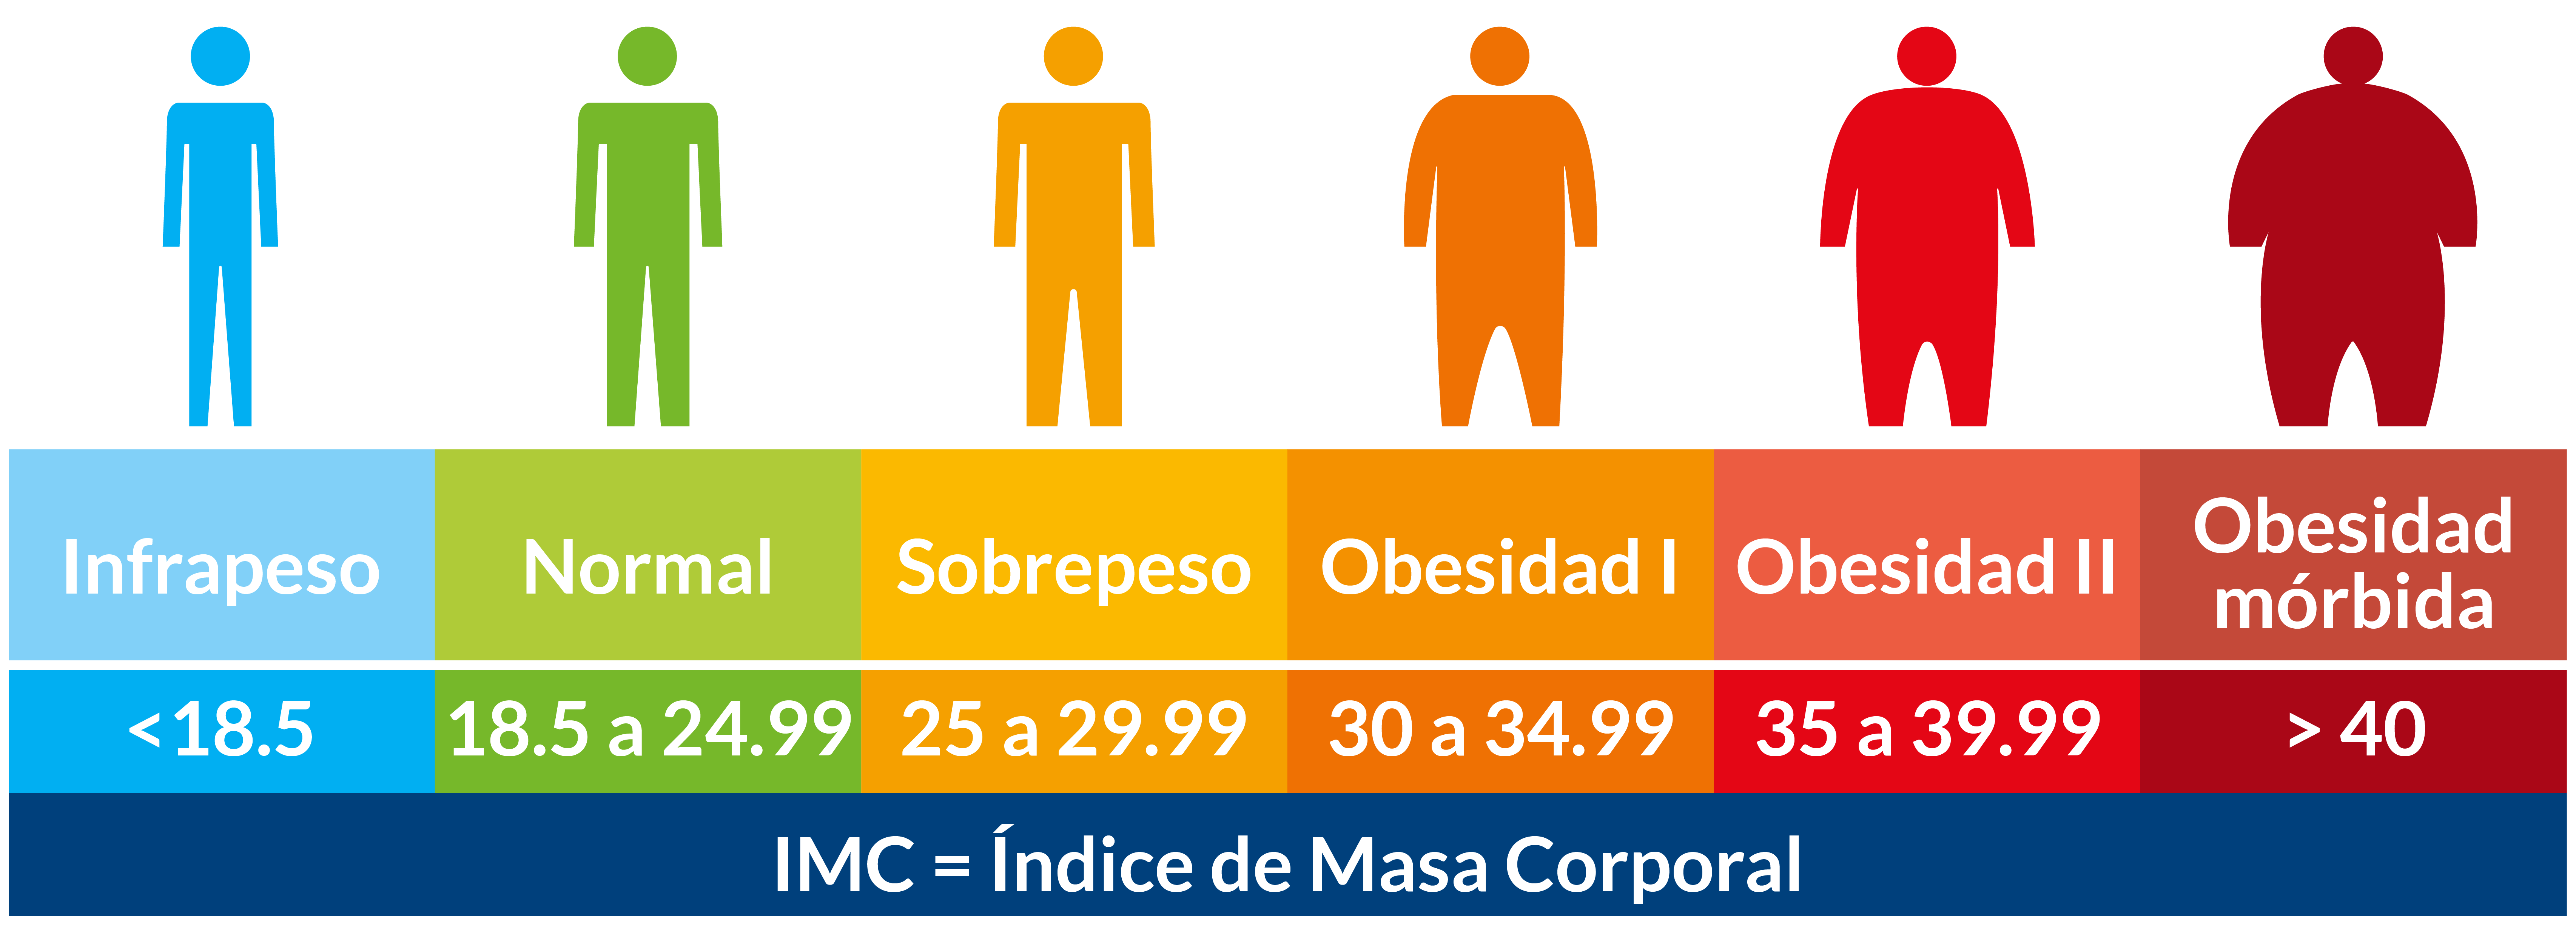 Infrapeso
Normal
Sobrepeso
Obesidad I
Obesidad II
Obesidad
mórbida
<18.5
18.5 a 24.99
25 a 29.99
30 a 34.99
35 a 39.99
> 40
IMC = Índice de Masa Corporal